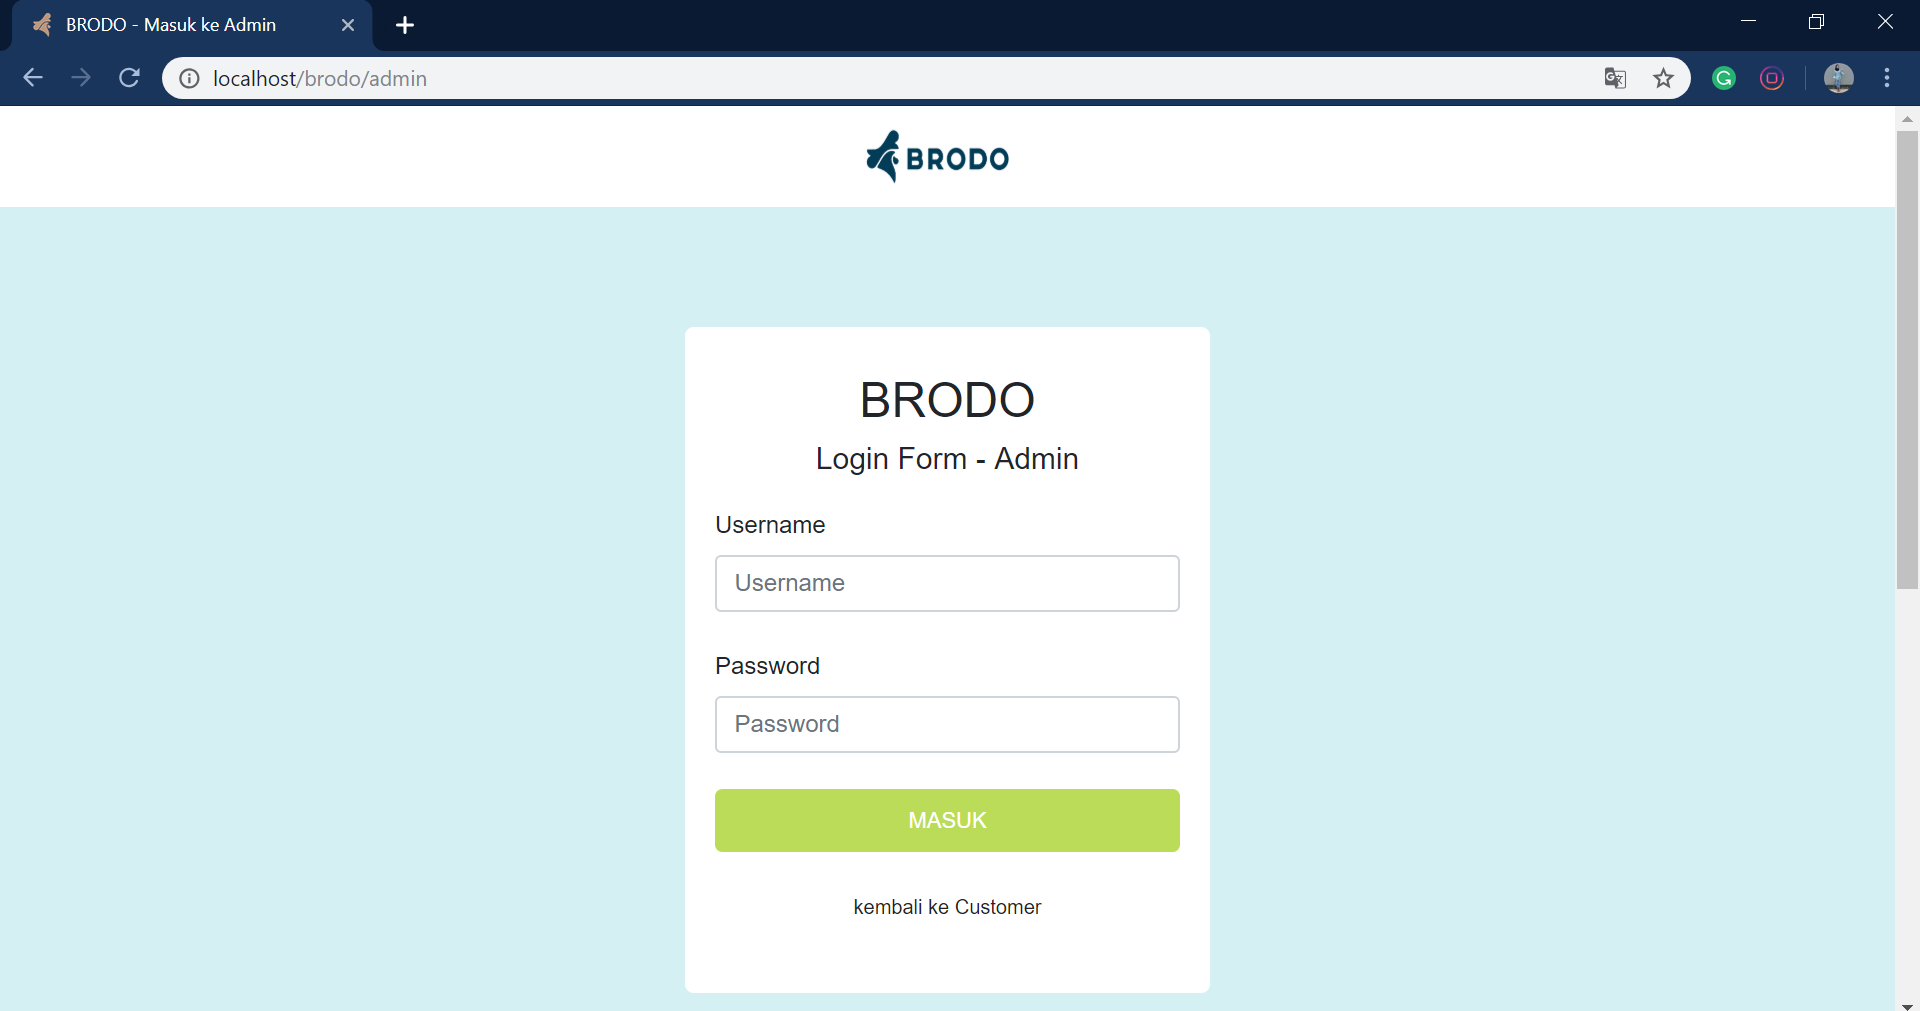 BRODO - Masuk ke Admin
localhost/brodo/admin
BRODO
BRODO
Login Form - Admin
Username
Username
Password
Password
MASUK
kembali ke Customer